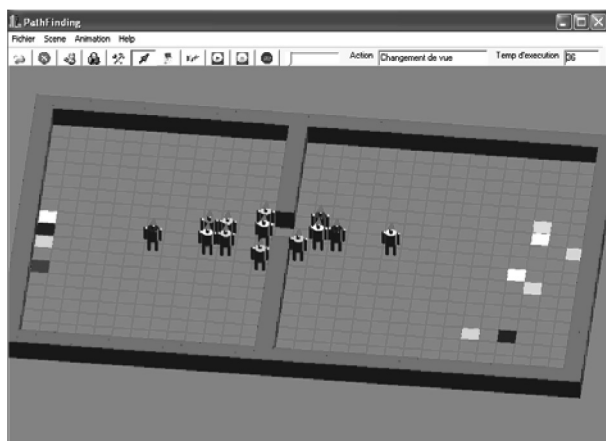 PathFinding
Fichier Scene Animation Help
Action Changement de vue Temp d'execution 36